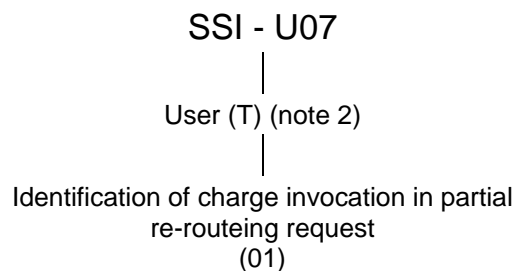 SSI - U07
User (T) (note 2)
Identification of charge invocation in partial
re-routeing request
(01)